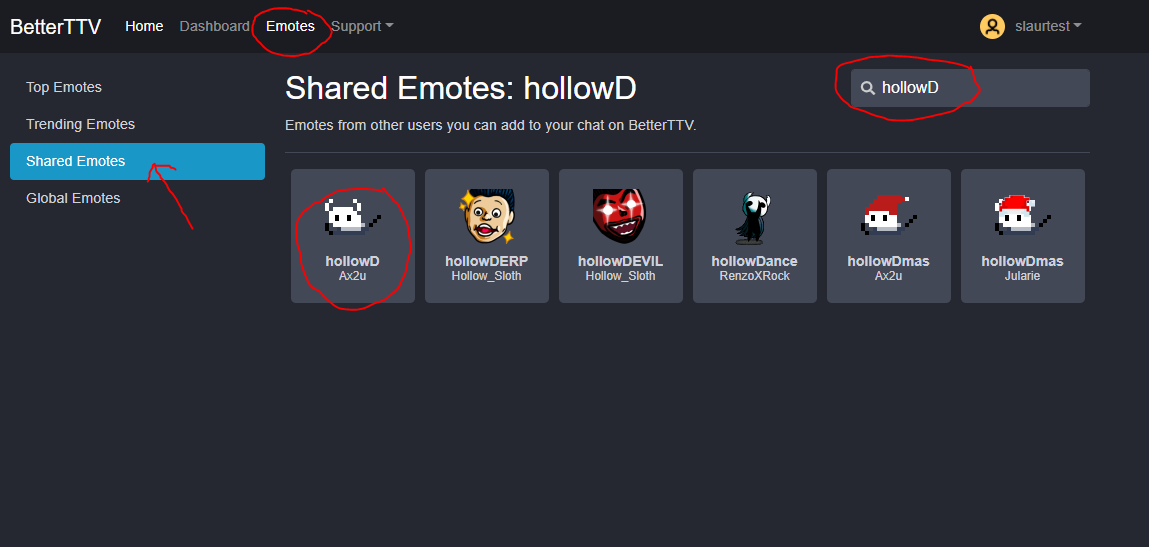 BetterTTV Home Dashboard Emotes Support slaurtest
Top Emotes
Trending Emotes
Shared Emotes
Global Emotes
Shared Emotes: hollowD
hollowD
Emotes from other users you can add to your chat on BetterTTV.
hollowD
Ax2u
hollowDERP
Hollow_Sloth
hollowDEVIL
Hollow_Sloth
hollowDance
RenzoXRock
hollowDmas
Ax2u
hollowDmas
Jularie